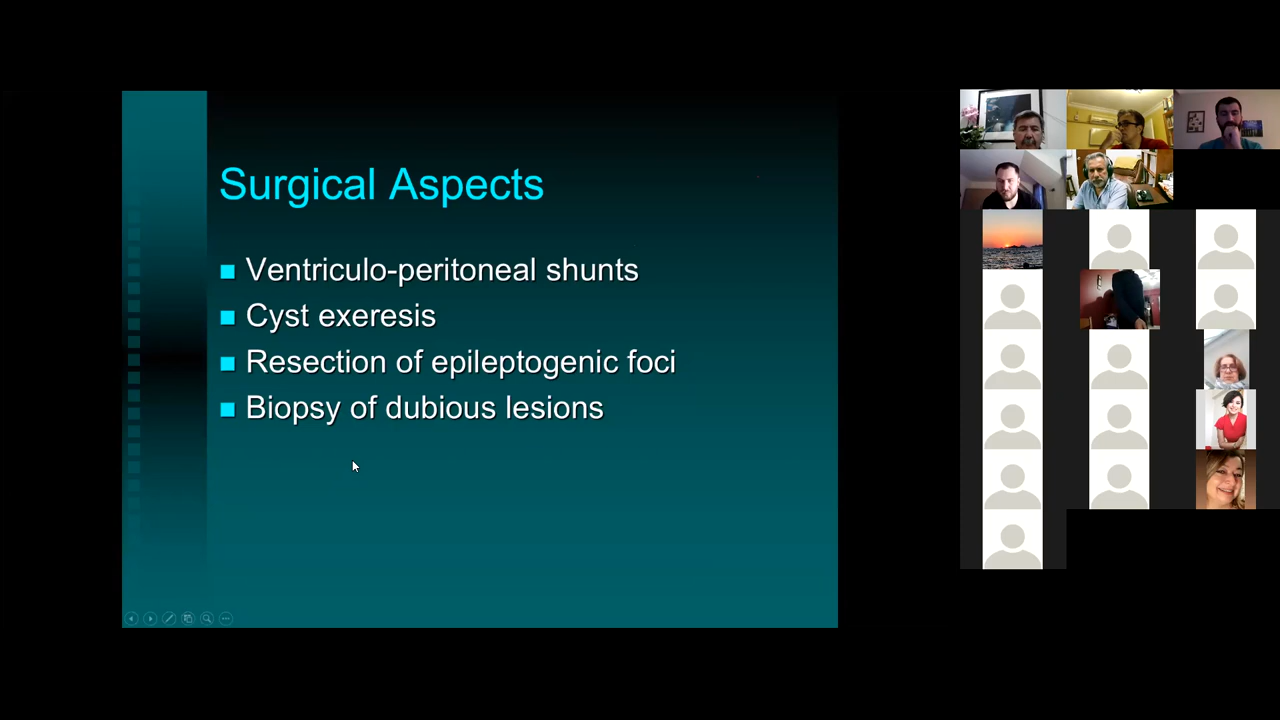 Surgical Aspects
Ventriculo-peritoneal shunts
Cyst exeresis
Resection of epileptogenic foci
Biopsy of dubious lesions